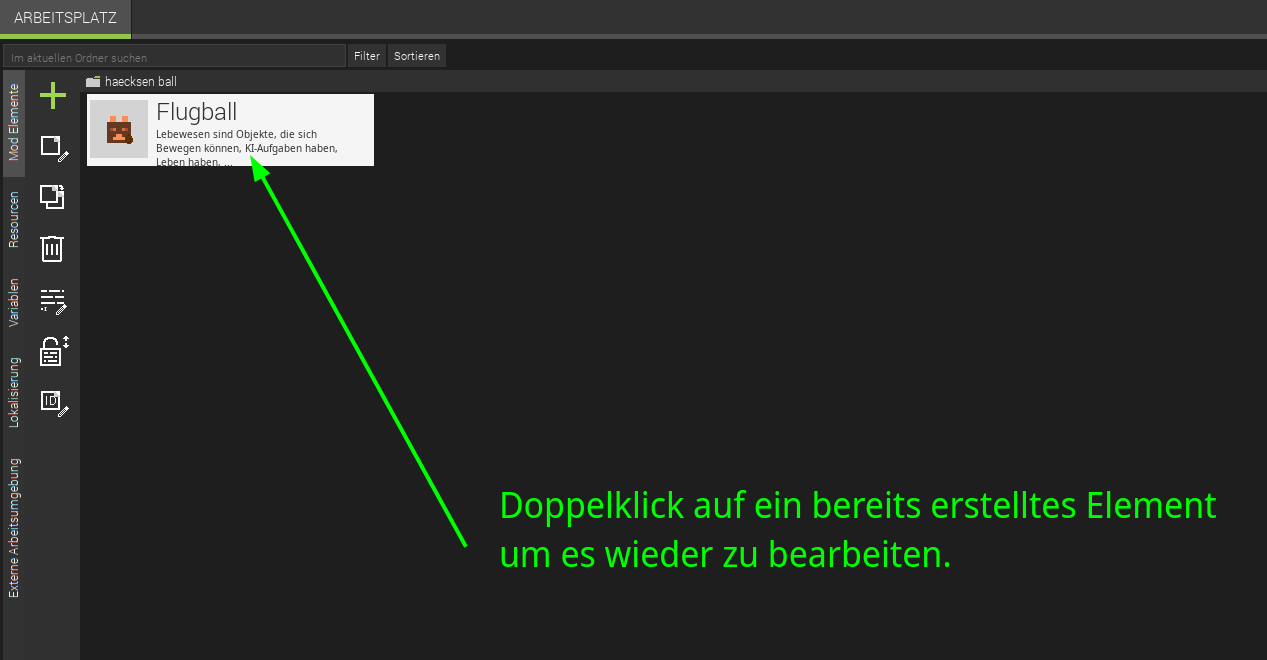 ARBEITSPLATZ
Im aktuellen Ordner suchen
Filter
Sortieren
haecksen ball
Flugball
Lebewesen sind Objekte, die sich
Bewegen können, KI-Aufgaben haben,
Leben haben, ...
Mod Elemente
Resourcen
Variablen
Lokalisierung
Externe Arbeitsumgebung
ID
Doppelklick auf ein bereits erstelltes Element
um es wieder zu bearbeiten.